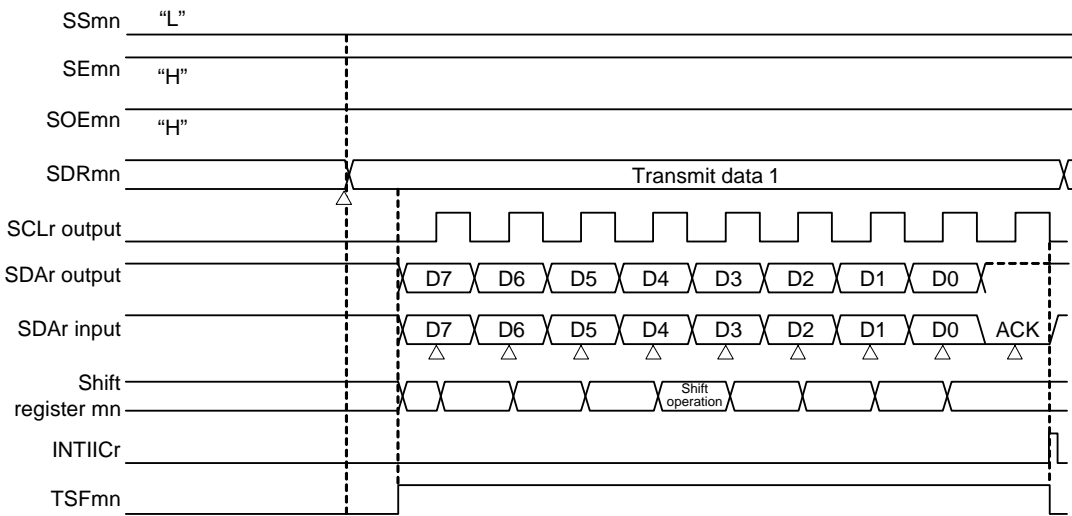 SSmn “L”
SEmn “H”
SOEmn “H”
SDRmn Transmit data 1
SCLr output
SDAr output D7 D6 D5 D4 D3 D2 D1 D0
SDAr input D7 D6 D5 D4 D3 D2 D1 D0 ACK
Shift
register mn
Shift
operation
INTIICr
TSFmn